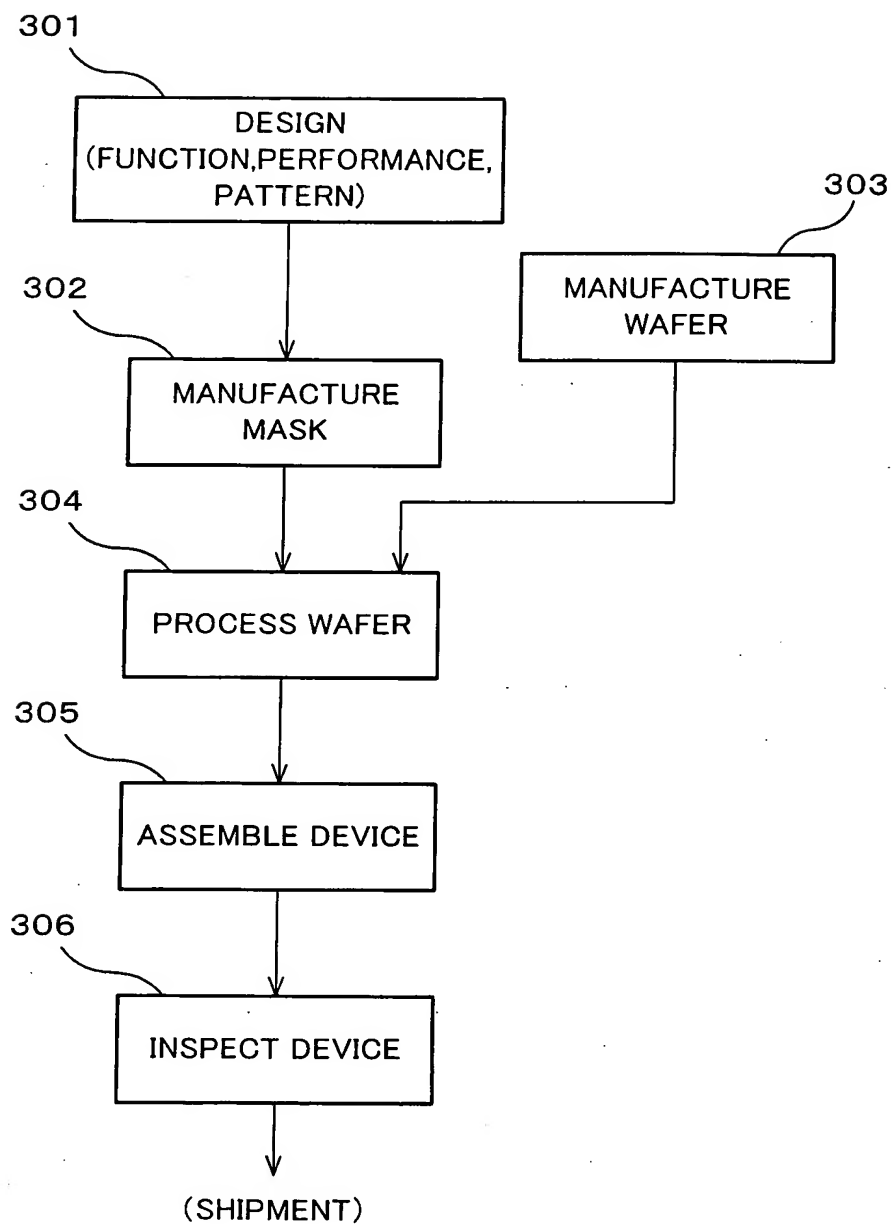 301
DESIGN
(FUNCTION,PERFORMANCE,
PATTERN)
303
MANUFACTURE
WAFER
302
MANUFACTURE
MASK
304
PROCESS WAFER
305
ASSEMBLE DEVICE
306
INSPECT DEVICE
(SHIPMENT)